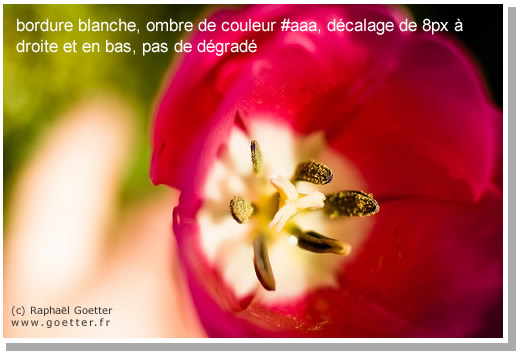 bordure blanche, ombre de couleur #aaa, décalage de 8px à
droite et en bas, pas de dégradé
(c) Raphaël Goetter
www.goetter.fr